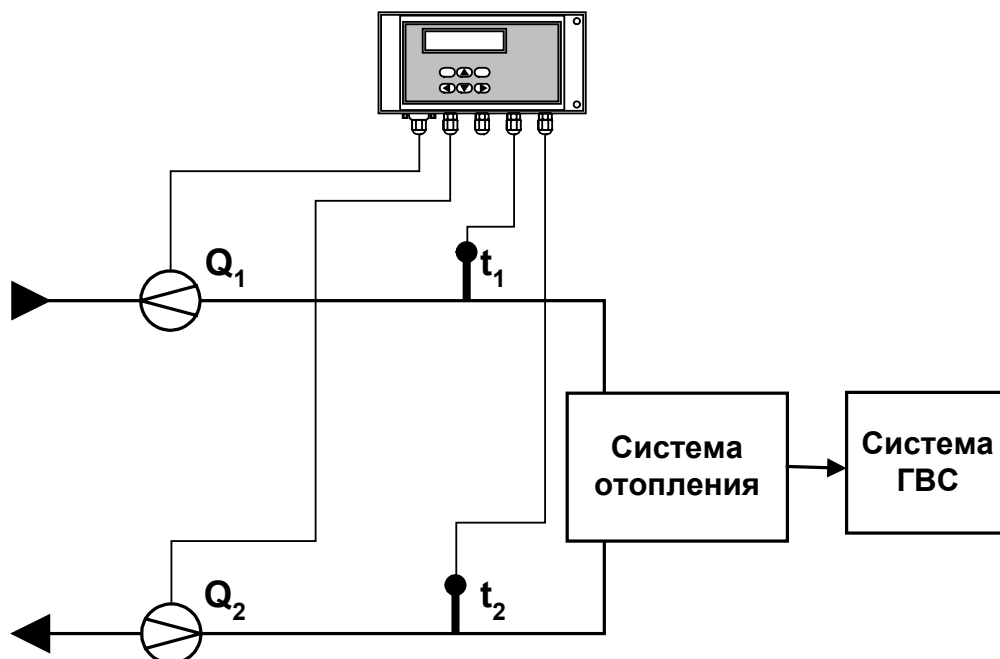 Q₁
t₁
Система
отопления
Система
ГВС
Q₂
t₂